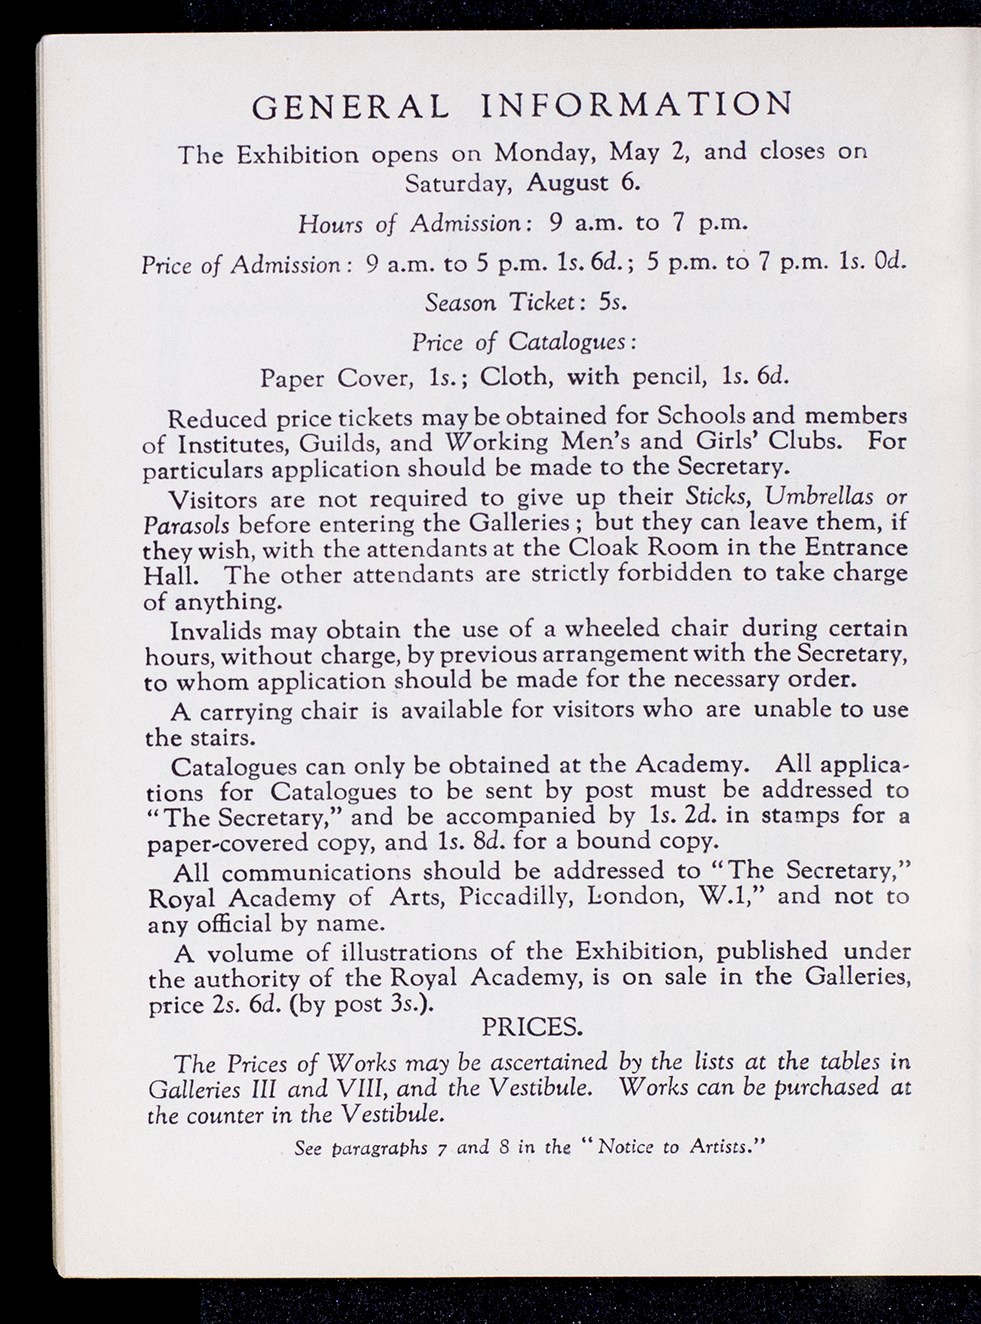 GENERAL INFORMATION
The Exhibition opens on Monday, May 2, and closes on
Saturday, August 6.
Hours of Admission: 9 a.m. to 7 p.m.
Price of Admission: 9 a.m. to 5 p.m. 1s. 6d.; 5 p.m. to 7 p.m. 1s. 0d.
Season Ticket: 5s.
Price of Catalogues:
Paper Cover, 1s.; Cloth, with pencil, 1s. 6d.
Reduced price tickets may be obtained for Schools and members
of Institutes, Guilds, and Working Men's and Girls' Clubs. For
particulars application should be made to the Secretary.
Visitors are not required to give up their Sticks, Umbrellas or
Parasols before entering the Galleries; but they can leave them, if
they wish, with the attendants at the Cloak Room in the Entrance
Hall. The other attendants are strictly forbidden to take charge
of anything.
Invalids may obtain the use of a wheeled chair during certain
hours, without charge, by previous arrangement with the Secretary,
to whom application should be made for the necessary order.
A carrying chair is available for visitors who are unable to use
the stairs.
Catalogues can only be obtained at the Academy. All applica-
tions for Catalogues to be sent by post must be addressed to
"The Secretary," and be accompanied by 1s. 2d. in stamps for a
paper-covered copy, and 1s. 8d. for a bound copy.
All communications should be addressed to "The Secretary,"
Royal Academy of Arts, Piccadilly, London, W.1," and not to
any official by name.
A volume of illustrations of the Exhibition, published under
the authority of the Royal Academy, is on sale in the Galleries,
price 2s. 6d. (by post 3s.).
PRICES.
The Prices of Works may be ascertained by the lists at the tables in
Galleries III and VIII, and the Vestibule. Works can be purchased at
the counter in the Vestibule.
See paragraphs 7 and 8 in the "Notice to Artists."